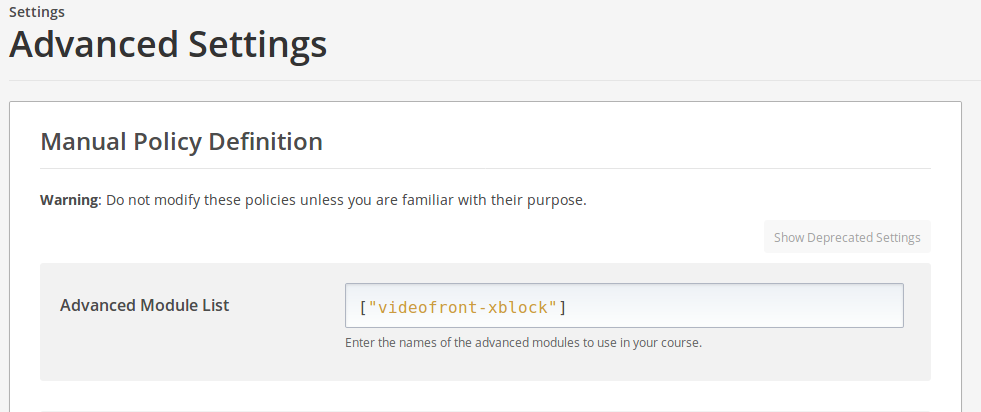 Settings
Advanced Settings
Manual Policy Definition
Warning: Do not modify these policies unless you are familiar with their purpose.
Show Deprecated Settings
Advanced Module List
["videofront-xblock"]
Enter the names of the advanced modules to use in your course.